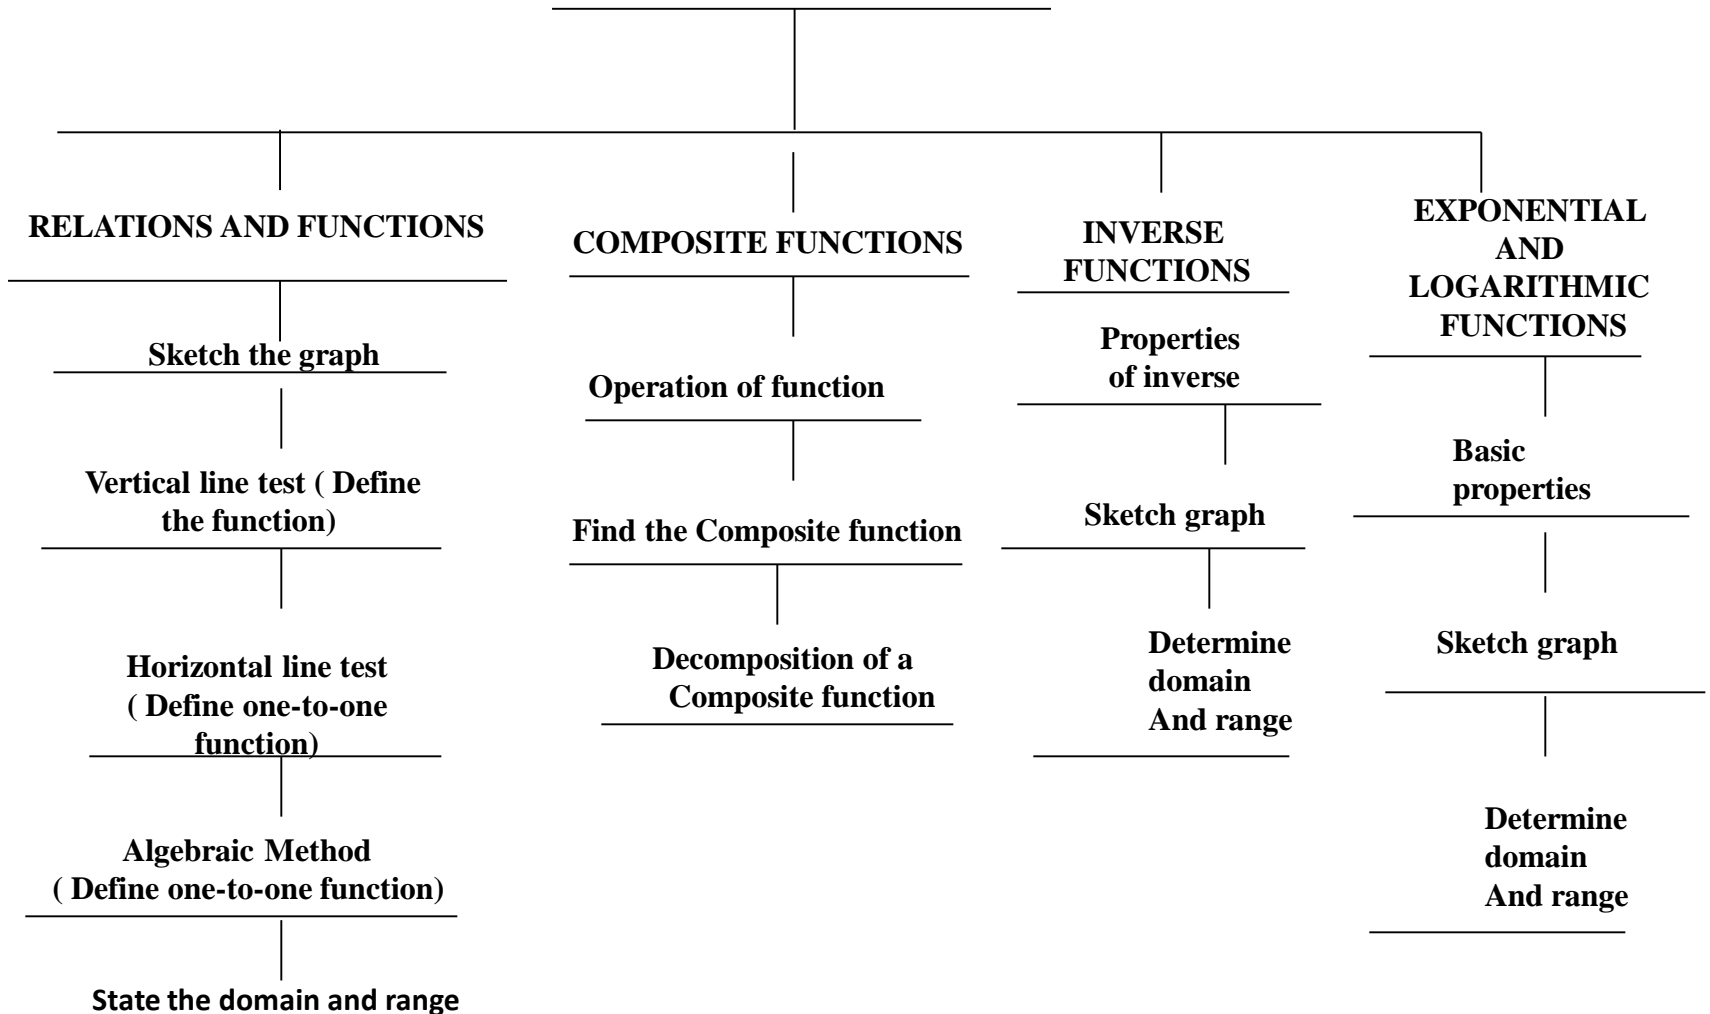 RELATIONS AND FUNCTIONS
Sketch the graph
Vertical line test ( Define
the function)
Horizontal line test
( Define one-to-one
function)
Algebraic Method
( Define one-to-one function)
State the domain and range
COMPOSITE FUNCTIONS
Operation of function
Find the Composite function
Decomposition of a
Composite function
INVERSE
FUNCTIONS
Properties
of inverse
Sketch graph
Determine
domain
And range
EXPONENTIAL
AND
LOGARITHMIC
FUNCTIONS
Basic
properties
Sketch graph
Determine
domain
And range